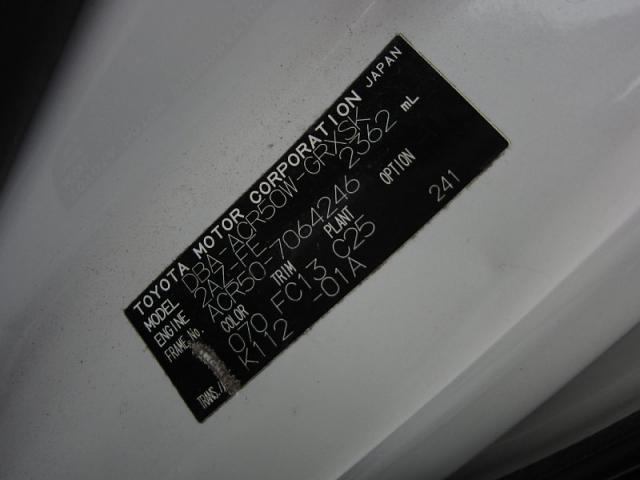 TOYOTA MOTOR CORPORATION JAPAN
MODEL DBA-ACR50W-GRXSK
ENGINE 2AZ-FE 2362 mL
FRAME No. ACR50-7064246
COLOR TRIM PLANT OPTION
070 FC13 C25 241
TRANS./ K112 -01A